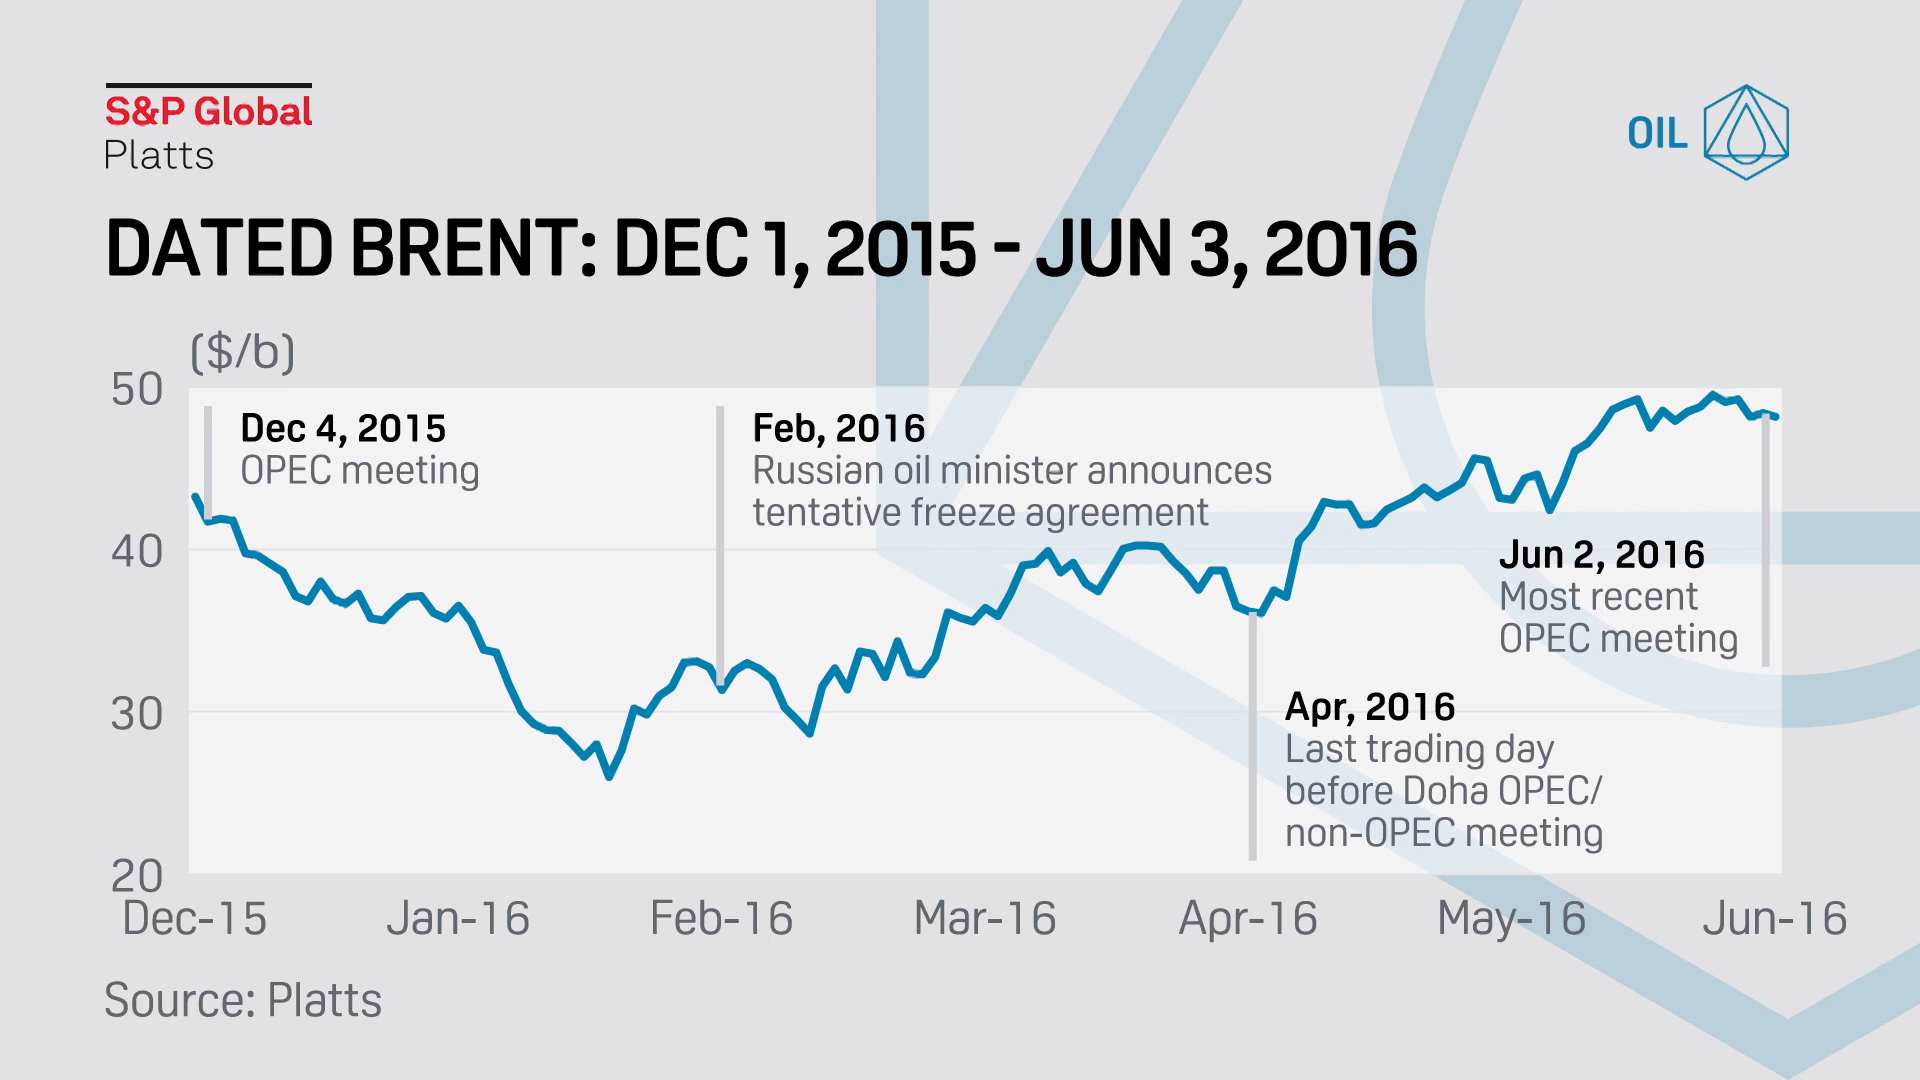 S&P Global
Platts
OIL
DATED BRENT: DEC 1, 2015 - JUN 3, 2016
($/b)
50
40
30
20
Dec 4, 2015
OPEC meeting
Feb, 2016
Russian oil minister announces
tentative freeze agreement
Jun 2, 2016
Most recent
OPEC meeting
Apr, 2016
Last trading day
before Doha OPEC/
non-OPEC meeting
Dec-15 Jan-16 Feb-16 Mar-16 Apr-16 May-16 Jun-16
Source: Platts